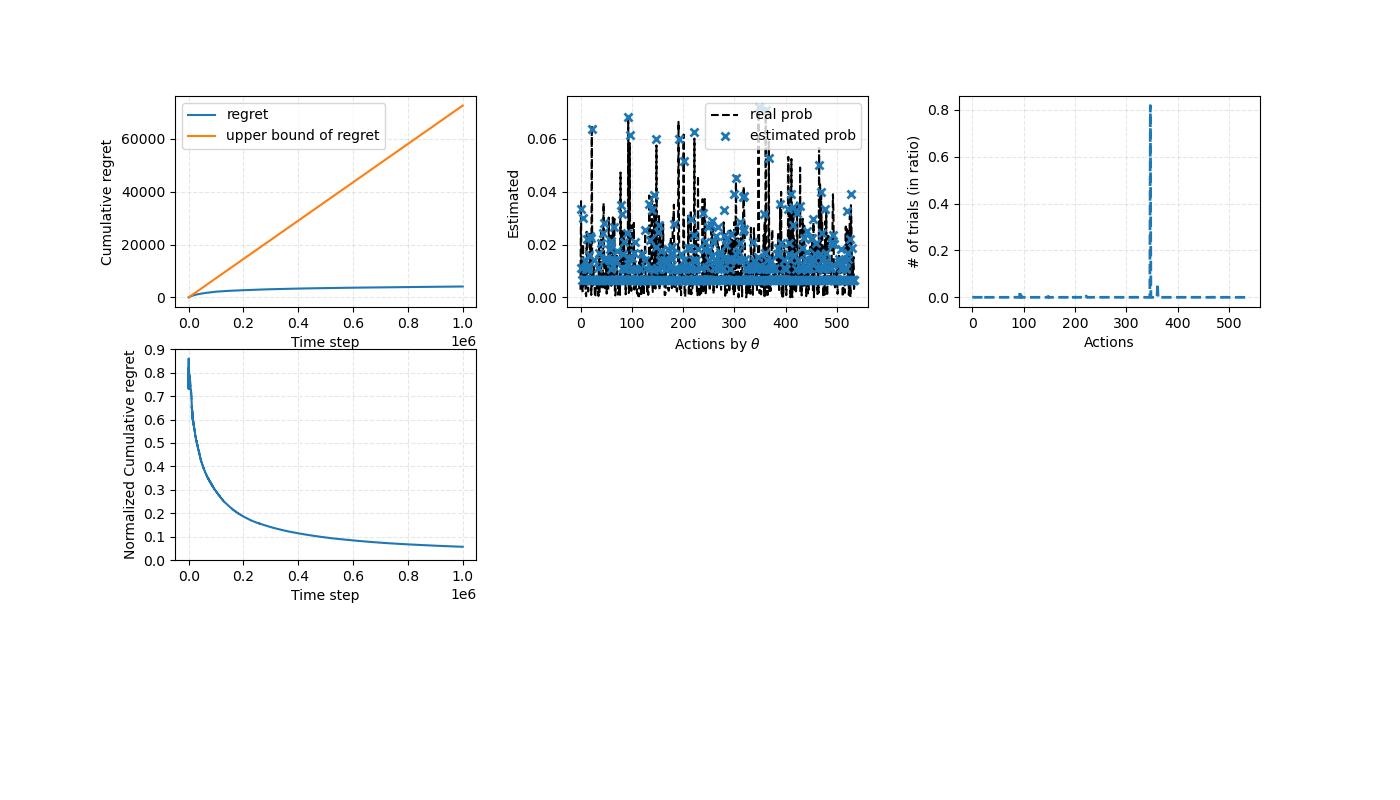 regret
upper bound of regret
Cumulative regret
60000
40000
20000
0
0.0 0.2 0.4 0.6 0.8 1.0
1e6
Time step
real prob
estimated prob
Estimated
0.06
0.04
0.02
0.00
0 100 200 300 400 500
Actions by θ
# of trials (in ratio)
0.8
0.6
0.4
0.2
0.0
0 100 200 300 400 500
Actions
Normalized Cumulative regret
0.9
0.8
0.7
0.6
0.5
0.4
0.3
0.2
0.1
0.0
0.0 0.2 0.4 0.6 0.8 1.0
1e6
Time step